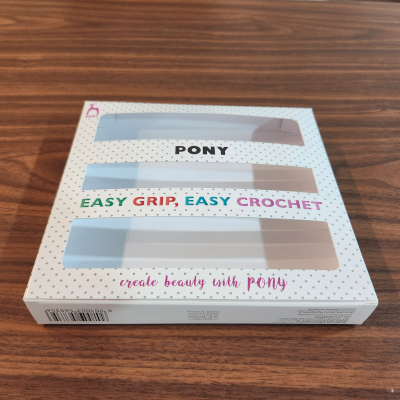 PONY
EASY GRIP, EASY CROCHET
create beauty with PONY